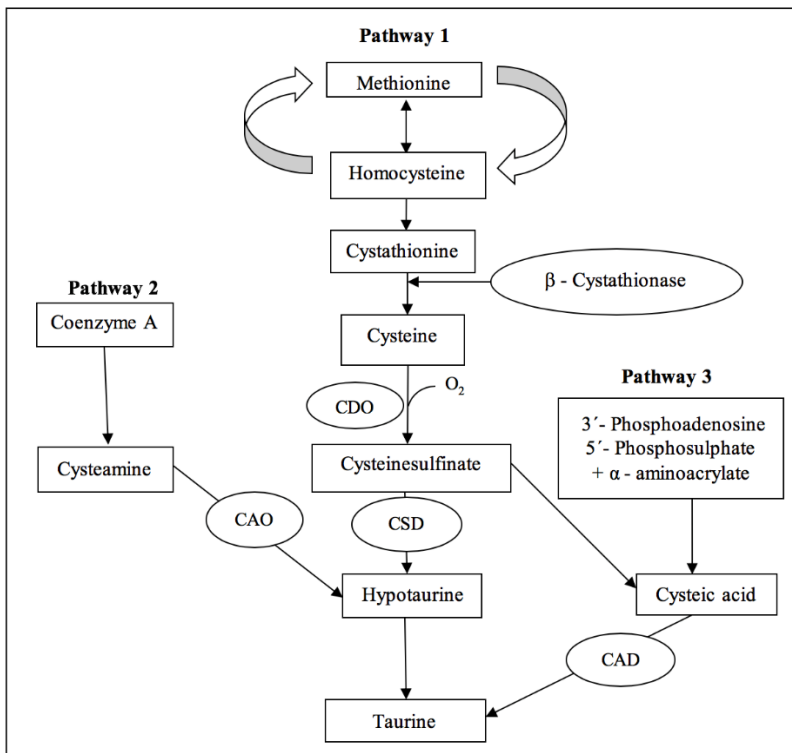 Pathway 1
Methionine
Homocysteine
Cystathionine
β - Cystathionase
Pathway 2
Coenzyme A
Cysteine
Pathway 3
CDO
O₂
3´- Phosphoadenosine
5´- Phosphosulphate
+ α - aminoacrylate
Cysteamine
Cysteinesulfinate
CAO
CSD
Hypotaurine
Cysteic acid
CAD
Taurine